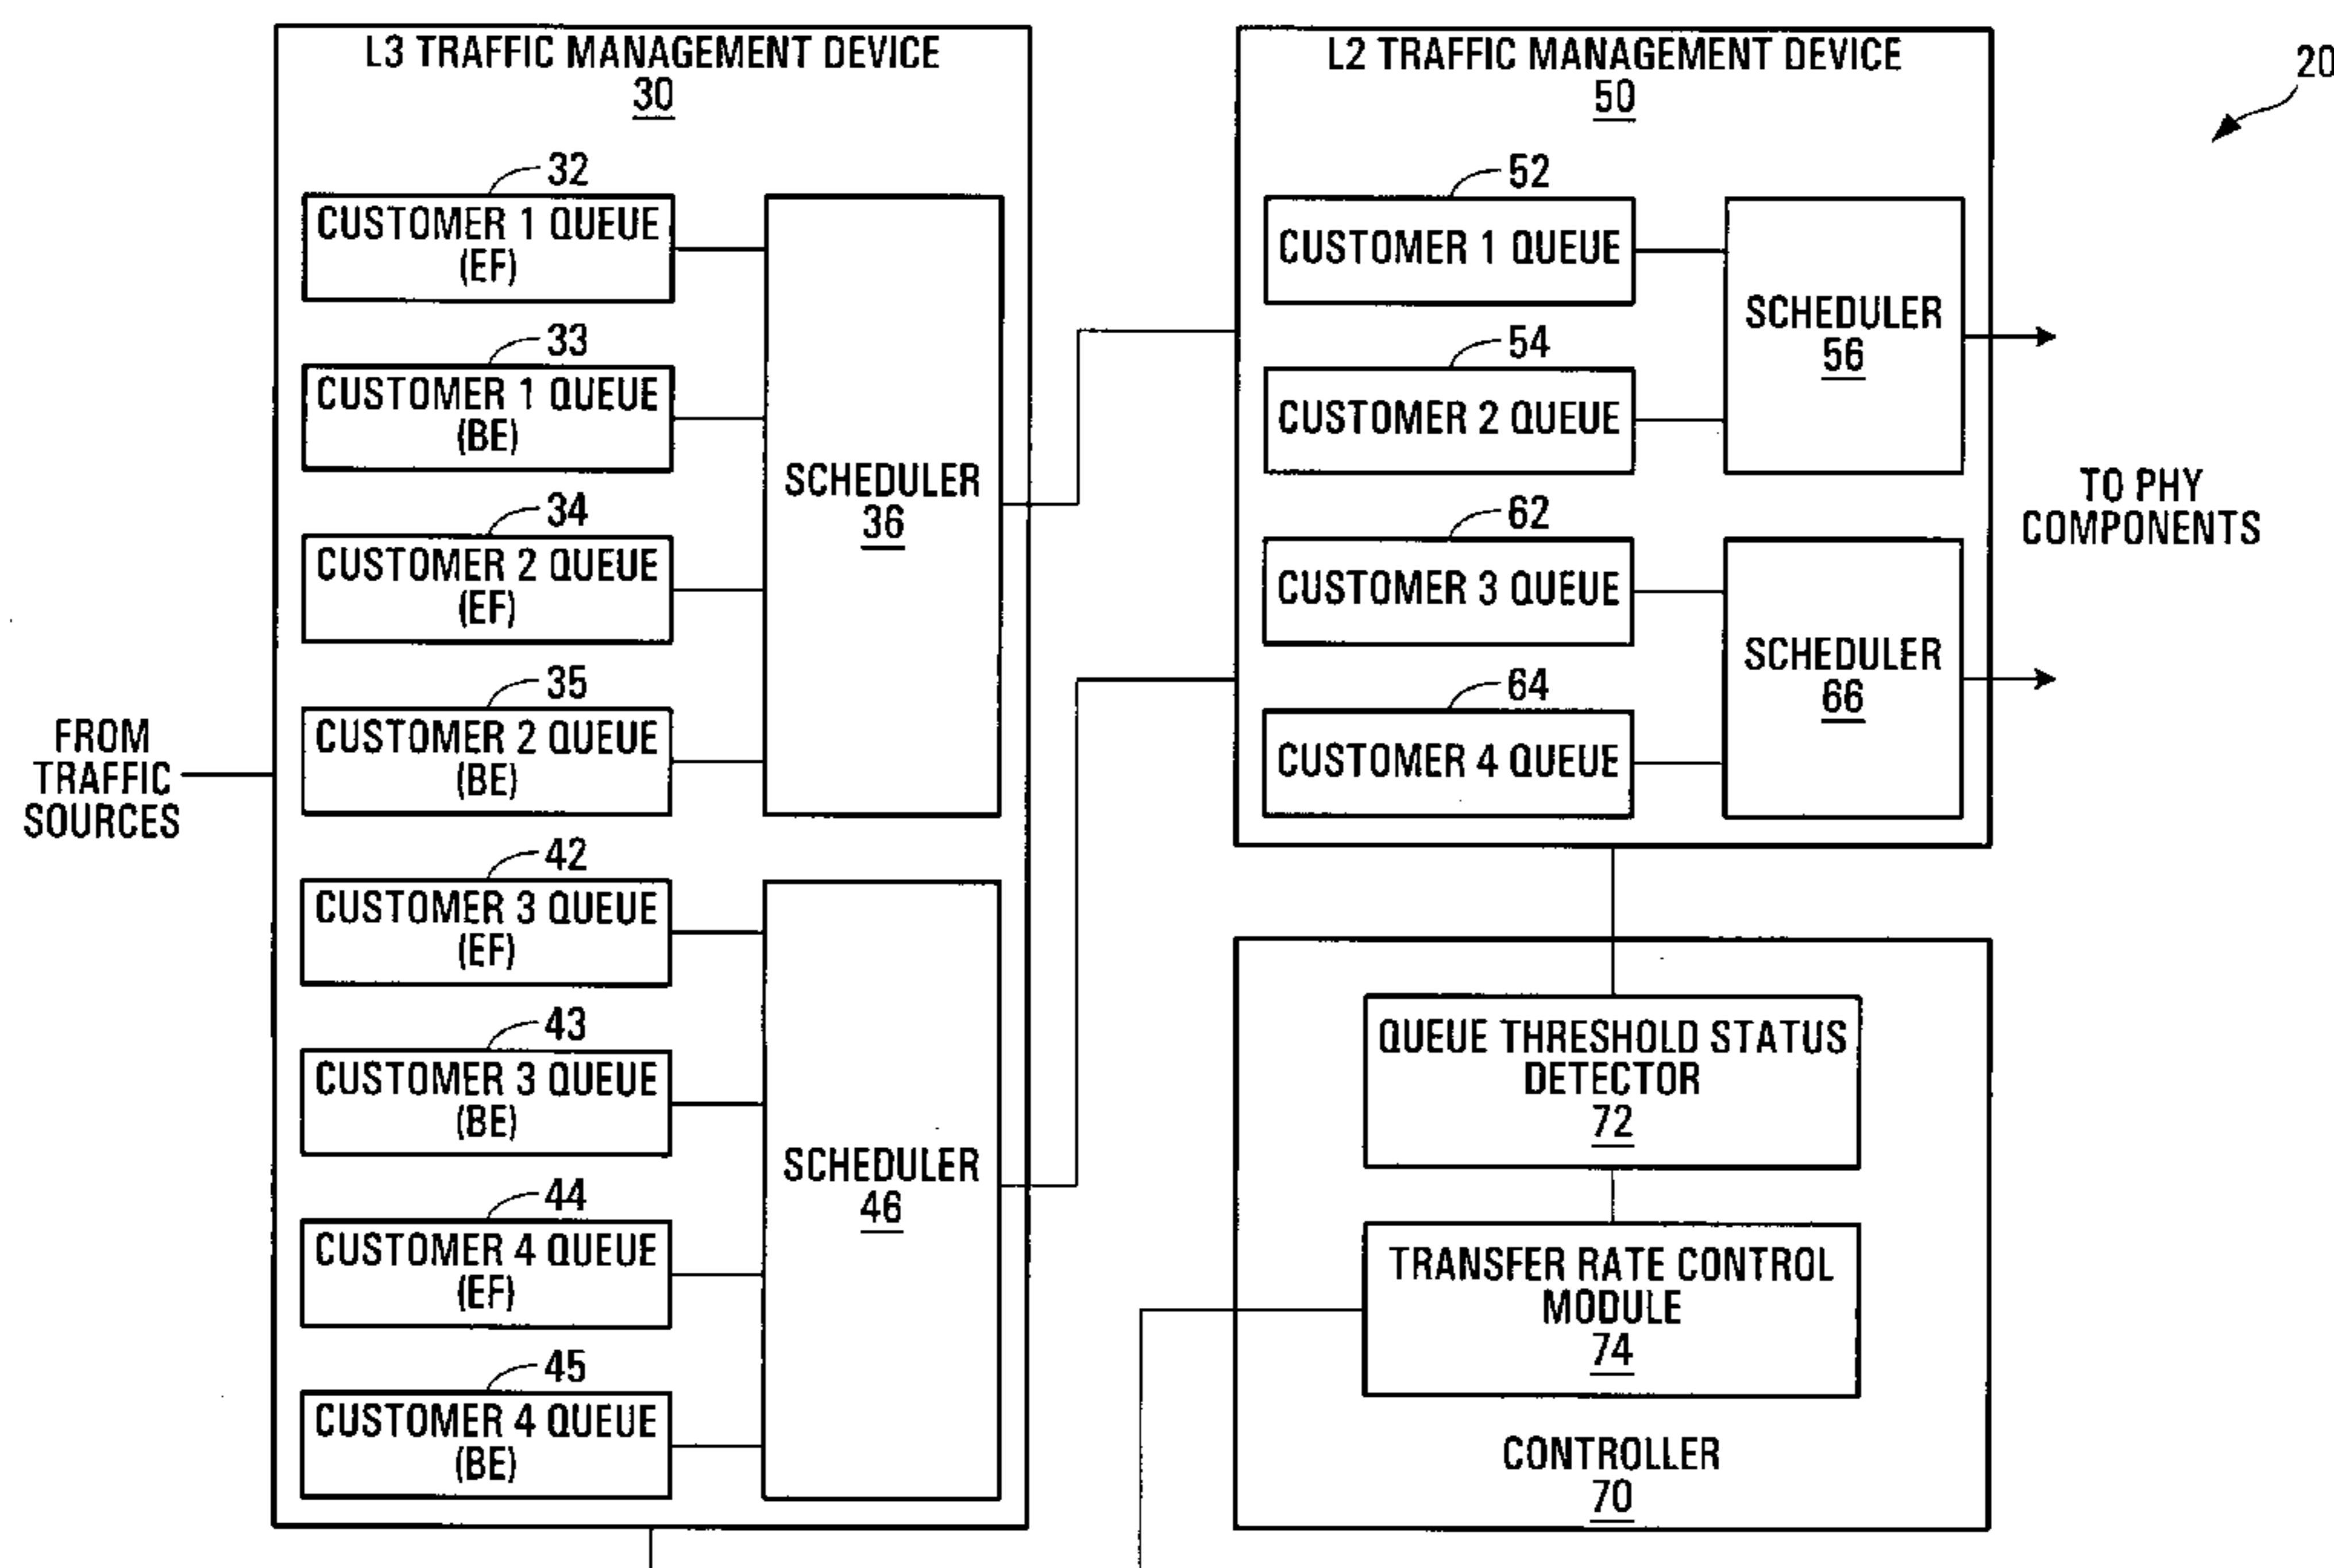 L3 TRAFFIC MANAGEMENT DEVICE
30
32
CUSTOMER 1 QUEUE
(EF)
33
CUSTOMER 1 QUEUE
(BE)
34
CUSTOMER 2 QUEUE
(EF)
35
CUSTOMER 2 QUEUE
(BE)
SCHEDULER
36
FROM
TRAFFIC
SOURCES
42
CUSTOMER 3 QUEUE
(EF)
43
CUSTOMER 3 QUEUE
(BE)
44
CUSTOMER 4 QUEUE
(EF)
45
CUSTOMER 4 QUEUE
(BE)
SCHEDULER
46
L2 TRAFFIC MANAGEMENT DEVICE
50
52
CUSTOMER 1 QUEUE
54
CUSTOMER 2 QUEUE
SCHEDULER
56
62
CUSTOMER 3 QUEUE
64
CUSTOMER 4 QUEUE
SCHEDULER
66
20
TO PHY
COMPONENTS
QUEUE THRESHOLD STATUS
DETECTOR
72
TRANSFER RATE CONTROL
MODULE
74
CONTROLLER
70